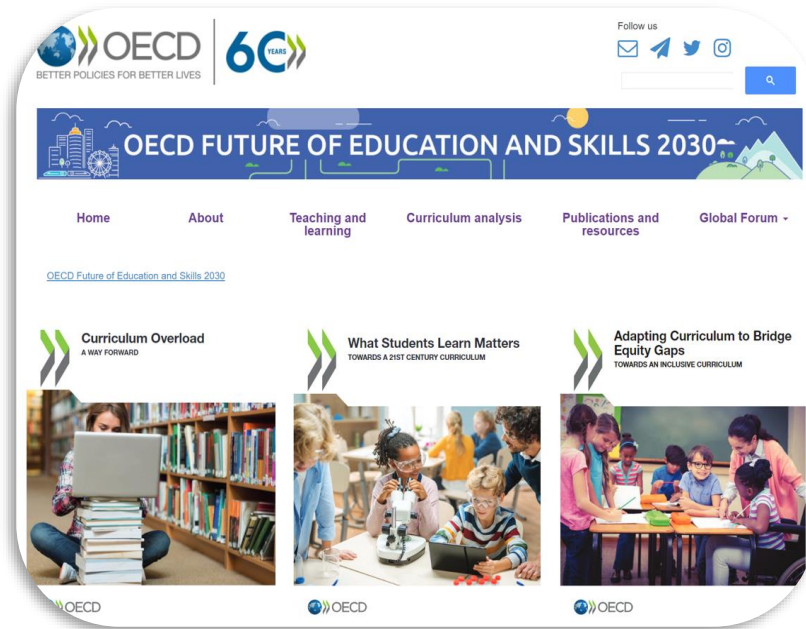 Follow us
OECD
60
YEARS
BETTER POLICIES FOR BETTER LIVES
OECD FUTURE OF EDUCATION AND SKILLS 2030
Home
About
Teaching and
learning
Curriculum analysis
Publications and
resources
Global Forum
OECD Future of Education and Skills 2030
Curriculum Overload
A WAY FORWARD
What Students Learn Matters
TOWARDS A 21ST CENTURY CURRICULUM
Adapting Curriculum to Bridge
Equity Gaps
TOWARDS AN INCLUSIVE CURRICULUM
OECD
OECD
OECD